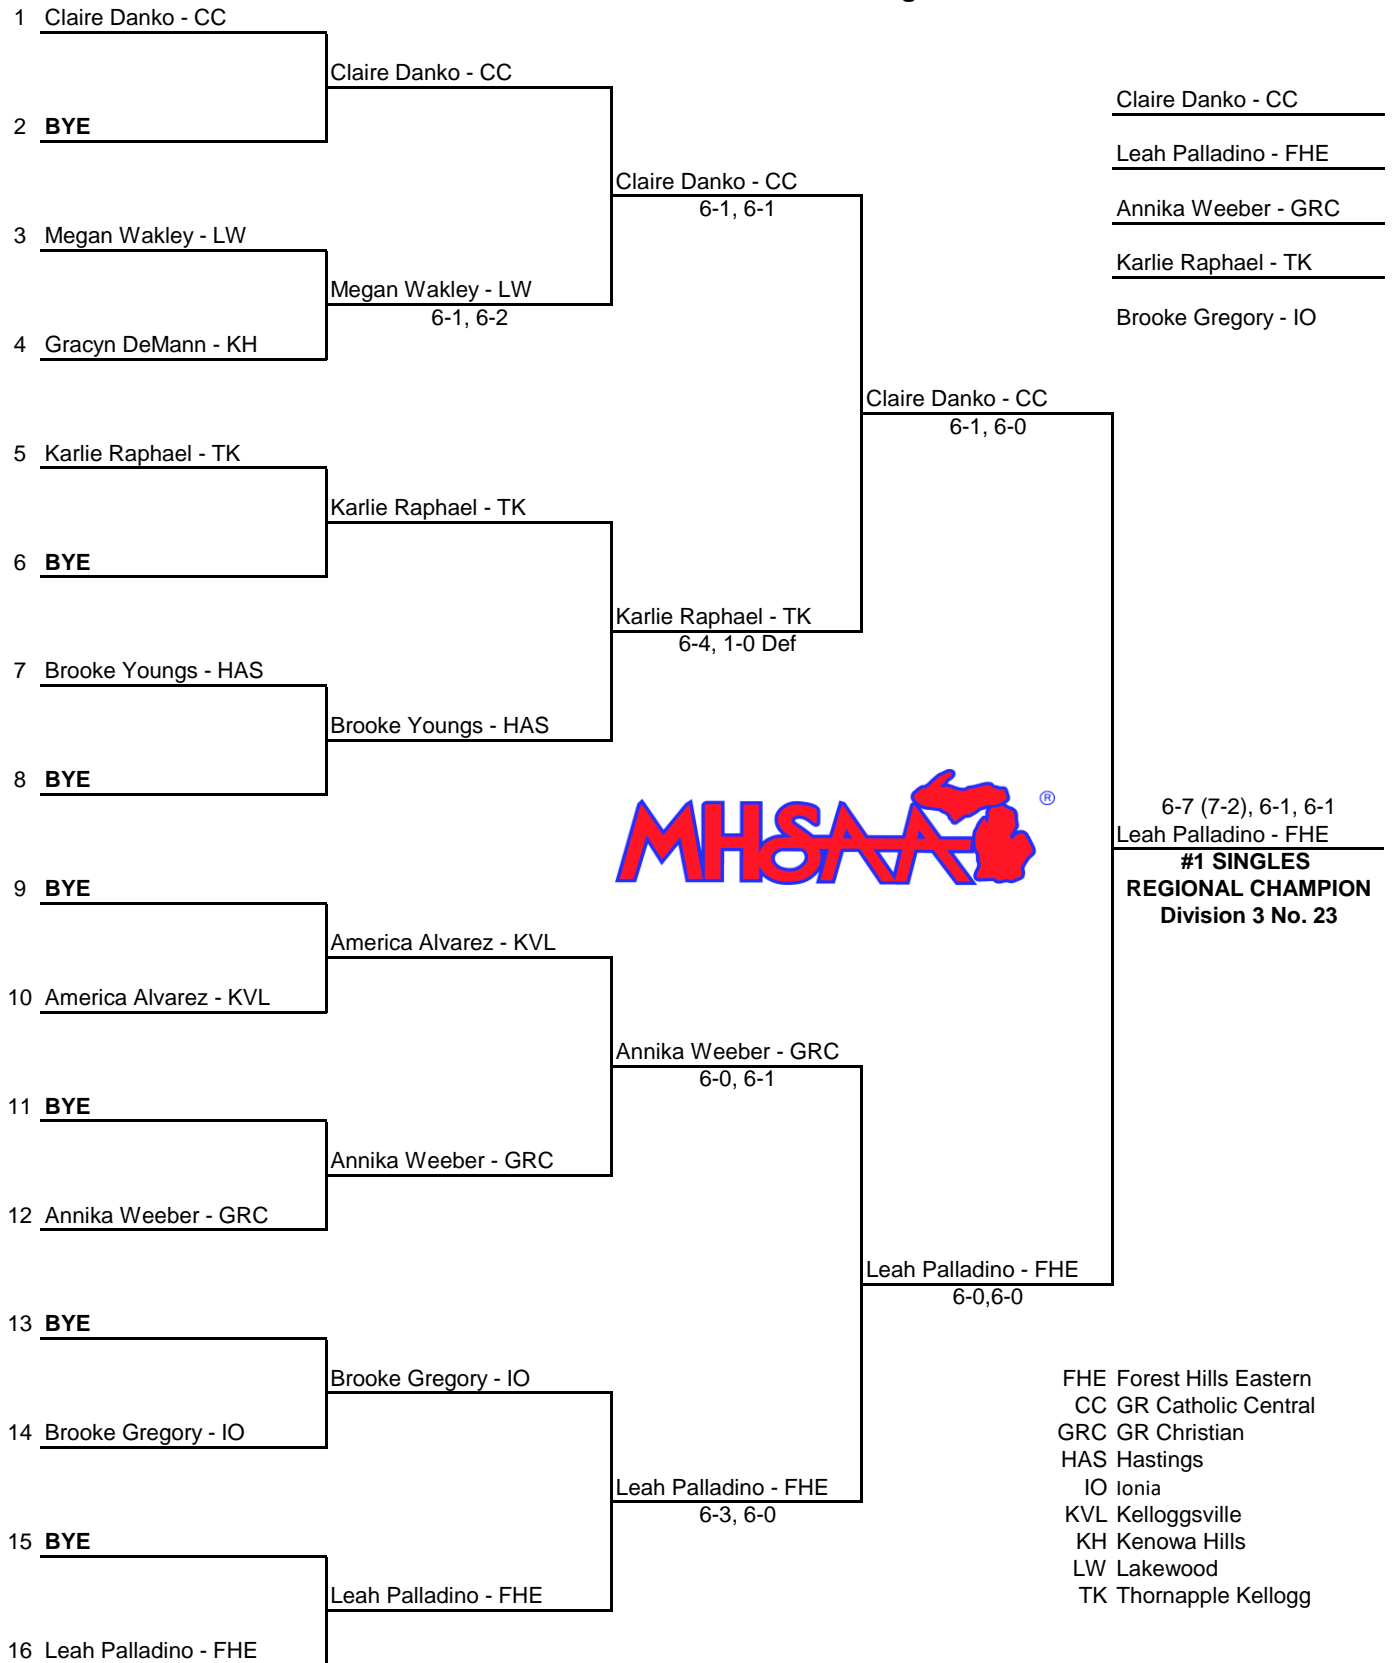 g
1 Claire Danko - CC
Claire Danko - CC
Claire Danko - CC
2 BYE
Leah Palladino - FHE
Claire Danko - CC
6-1, 6-1
Annika Weeber - GRC
3 Megan Wakley - LW
Karlie Raphael - TK
Megan Wakley - LW
6-1, 6-2
Brooke Gregory - IO
4 Gracyn DeMann - KH
Claire Danko - CC
6-1, 6-0
5 Karlie Raphael - TK
Karlie Raphael - TK
6 BYE
Karlie Raphael - TK
6-4, 1-0 Def
7 Brooke Youngs - HAS
Brooke Youngs - HAS
8 BYE
MHSAA ®
6-7 (7-2), 6-1, 6-1
Leah Palladino - FHE
#1 SINGLES
REGIONAL CHAMPION
Division 3 No. 23
9 BYE
America Alvarez - KVL
10 America Alvarez - KVL
Annika Weeber - GRC
6-0, 6-1
11 BYE
Annika Weeber - GRC
12 Annika Weeber - GRC
Leah Palladino - FHE
6-0,6-0
13 BYE
Brooke Gregory - IO
14 Brooke Gregory - IO
Leah Palladino - FHE
6-3, 6-0
15 BYE
Leah Palladino - FHE
16 Leah Palladino - FHE
FHE Forest Hills Eastern
CC GR Catholic Central
GRC GR Christian
HAS Hastings
IO Ionia
KVL Kelloggsville
KH Kenowa Hills
LW Lakewood
TK Thornapple Kellogg